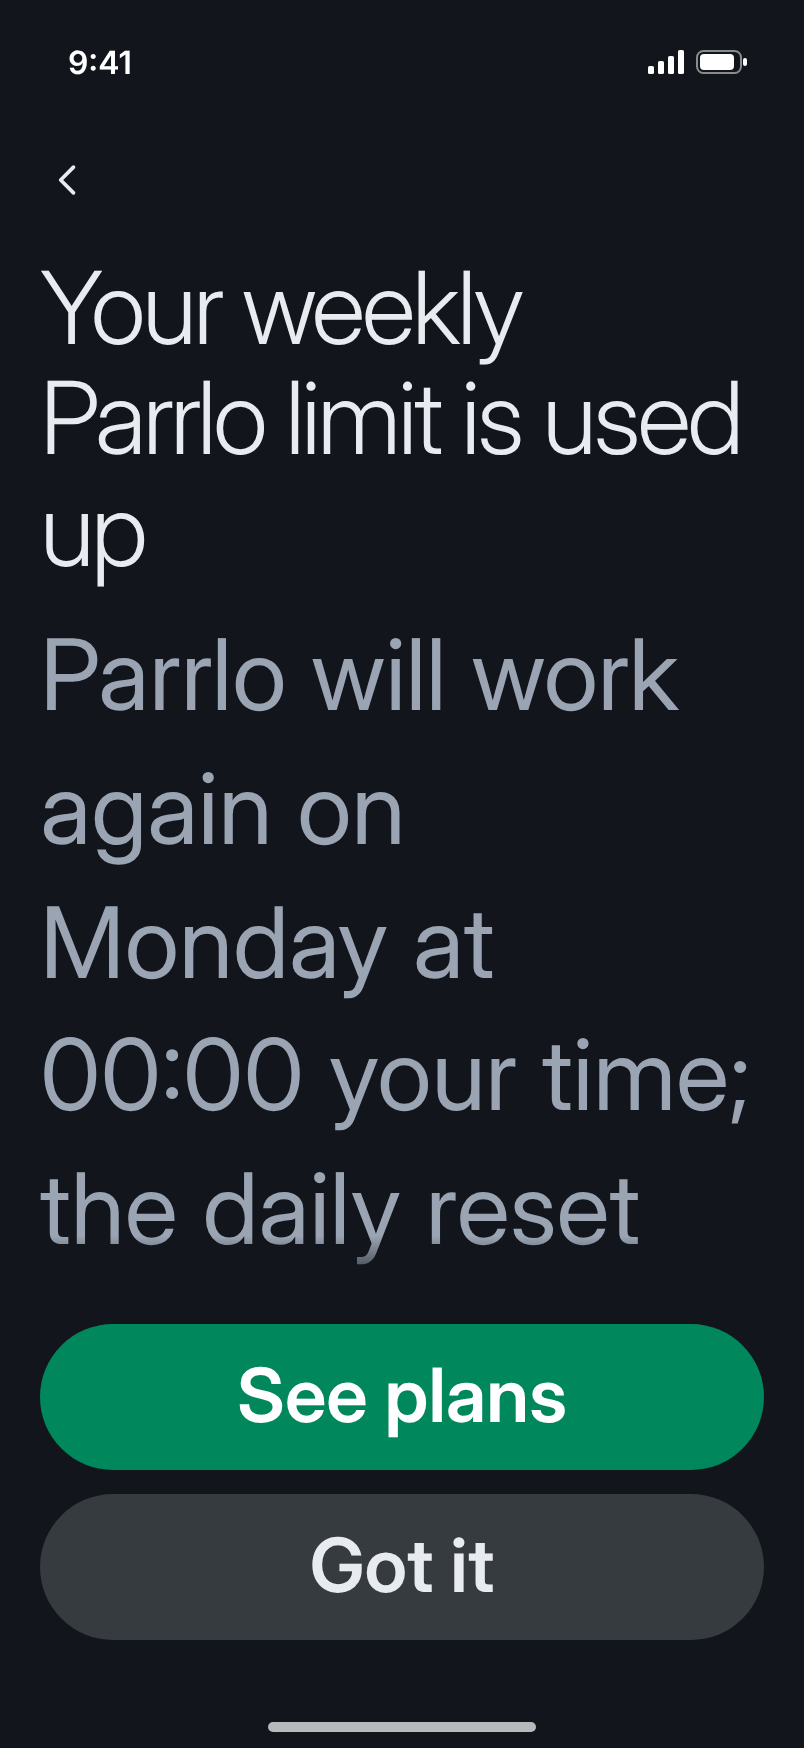 9:41
Your weekly
Parrlo limit is used
up
Parrlo will work
again on
Monday at
00:00 your time;
the daily reset
See plans
Got it